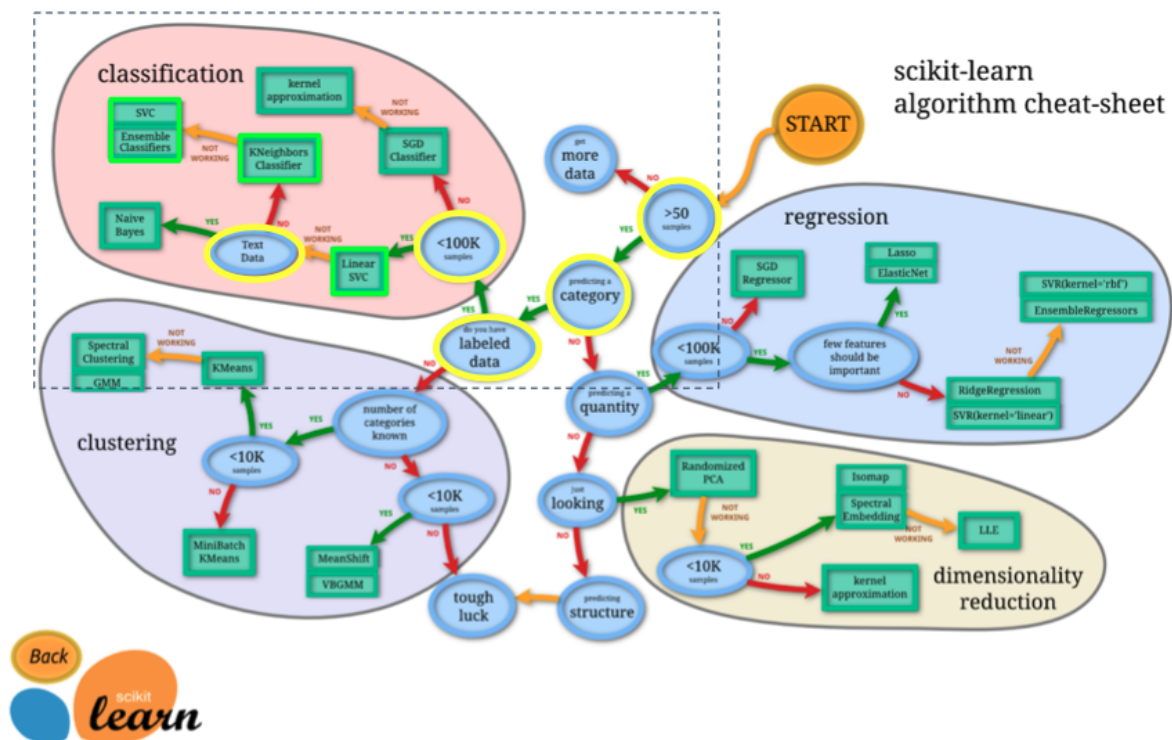 scikit-learn
algorithm cheat-sheet
START
classification
kernel
approximation
NOT
WORKING
SVC
Ensemble
Classifiers
NOT
WORKING
KNeighbors
Classifier
SGD
Classifier
get
more
data
NO
>50
samples
NO
YES
Naive
Bayes
YES
Text
Data
NO
NOT
WORKING
Linear
SVC
YES
<100K
samples
YES
predicting a
category
YES
do you have
labeled
data
NO
NO
regression
SGD
Regressor
NO
Lasso
ElasticNet
YES
SVR(kernel='rbf')
EnsembleRegressors
NOT
WORKING
<100K
samples
YES
few features
should be
important
NO
RidgeRegression
SVR(kernel='linear')
YES
predicting a
quantity
NO
clustering
Spectral
Clustering
GMM
NOT
WORKING
KMeans
YES
number of
categories
known
YES
NO
<10K
samples
NO
<10K
samples
YES
NO
MiniBatch
KMeans
MeanShift
VBGMM
tough
luck
just
looking
YES
NO
predicting
structure
Randomized
PCA
NOT
WORKING
<10K
samples
YES
NO
Isomap
Spectral
Embedding
NOT
WORKING
LLE
kernel
approximation
dimensionality
reduction
Back
scikit
learn